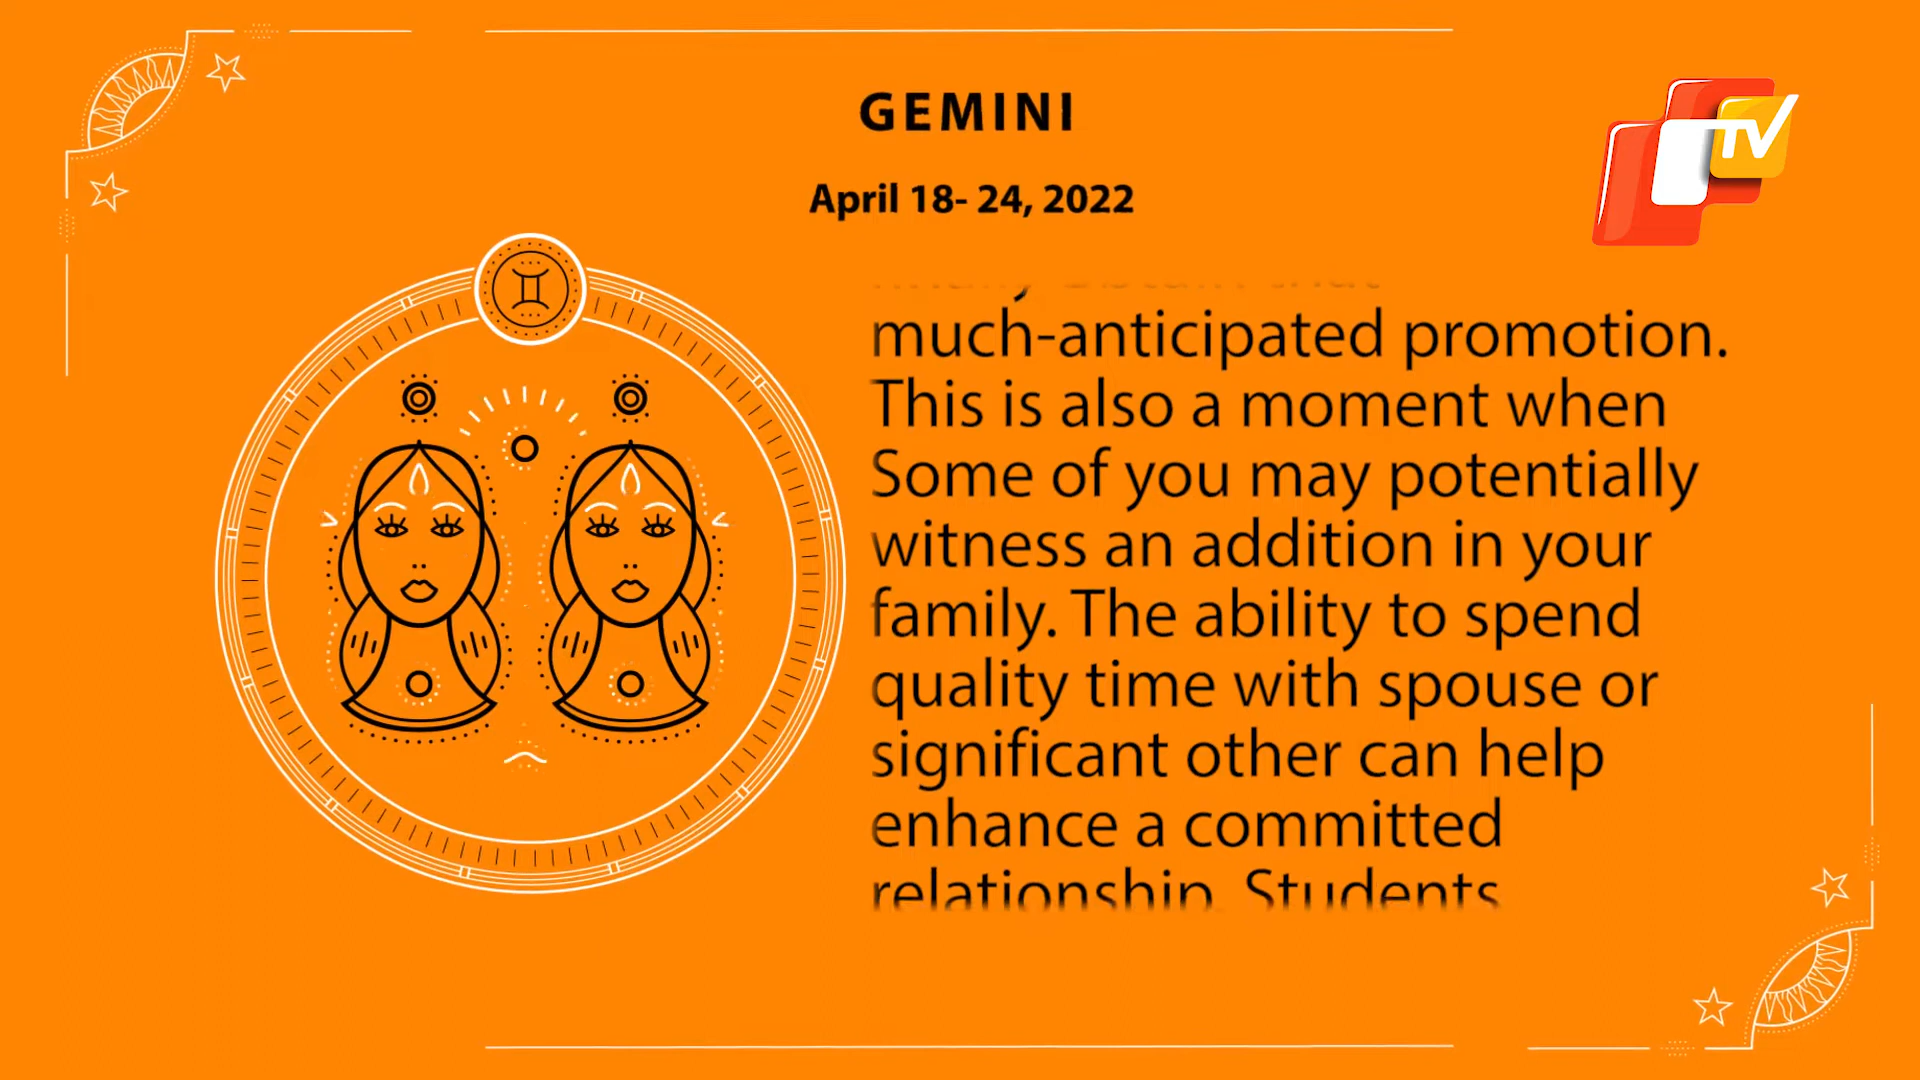 GEMINI
TV
April 18- 24, 2022
much-anticipated promotion.
This is also a moment when
Some of you may potentially
witness an addition in your
family. The ability to spend
quality time with spouse or
significant other can help
enhance a committed
relationship. Students